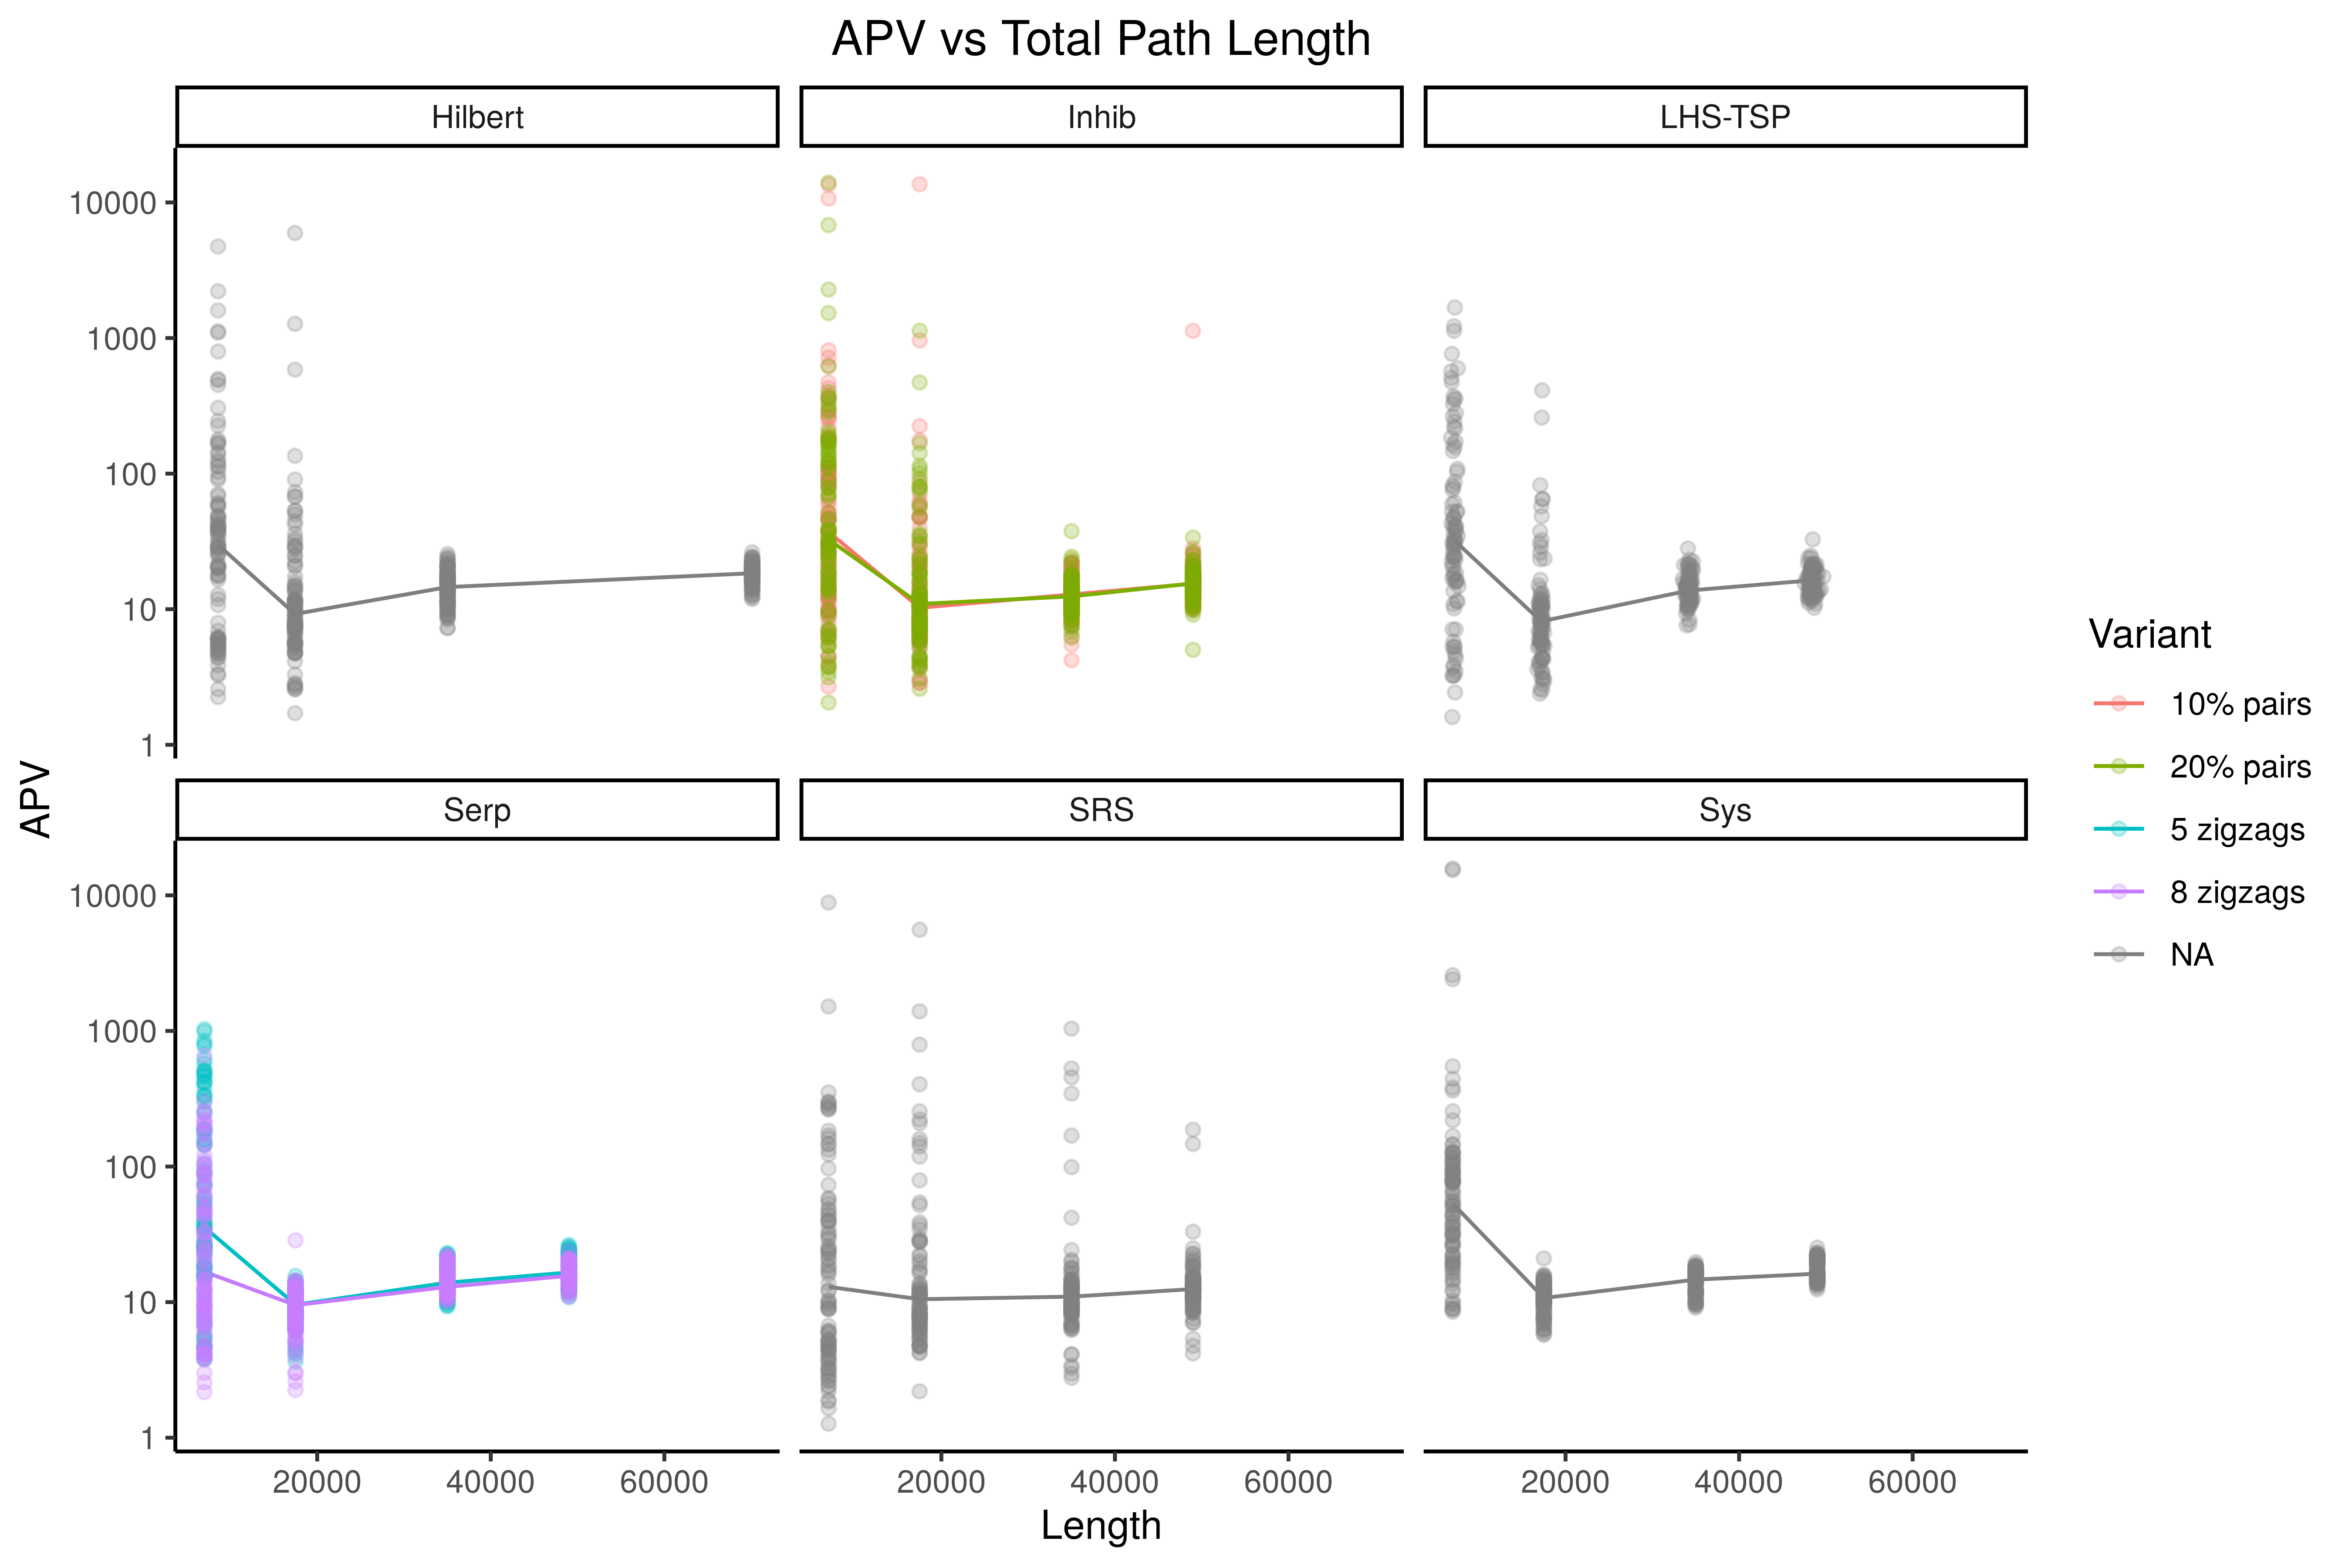 APV vs Total Path Length
Hilbert
Inhib
LHS-TSP
10000
1000
100
10
1
Serp
SRS
Sys
10000
1000
100
10
1
20000 40000 60000
20000 40000 60000
20000 40000 60000
Length
APV
Variant
10% pairs
20% pairs
5 zigzags
8 zigzags
NA